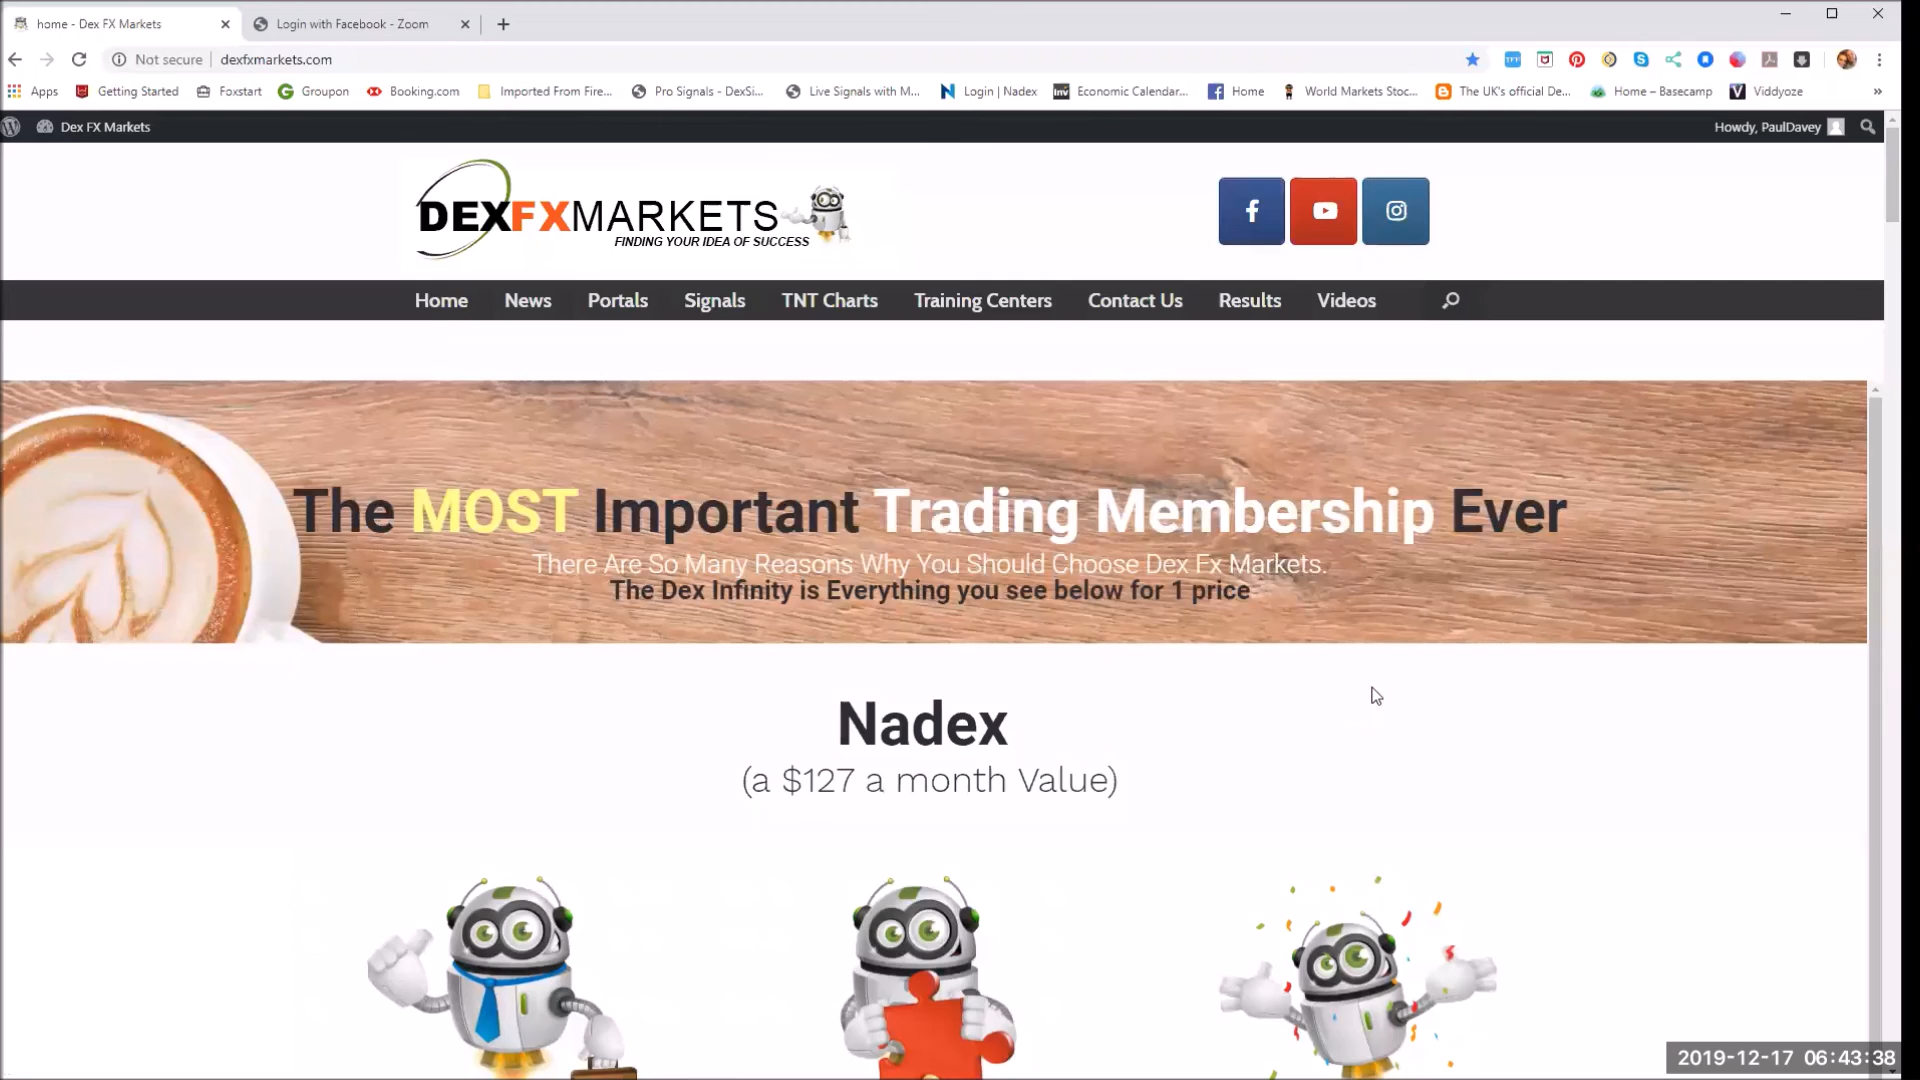 home - Dex FX Markets
Login with Facebook - Zoom
Not secure
dexfxmarkets.com
Apps
Getting Started
Foxstart
Groupon
Booking.com
Imported From Fire...
Pro Signals - DexSi...
Live Signals with M...
Login | Nadex
Economic Calendar...
Home
World Markets Stoc...
The UK's official De...
Home – Basecamp
Viddyoze
Dex FX Markets
Howdy, PaulDavey
DEXFXMARKETS
FINDING YOUR IDEA OF SUCCESS
Home
News
Portals
Signals
TNT Charts
Training Centers
Contact Us
Results
Videos
The MOST Important Trading Membership Ever
There Are So Many Reasons Why You Should Choose Dex Fx Markets.
The Dex Infinity is Everything you see below for 1 price
Nadex
(a $127 a month Value)
2019-12-17 06:43:38